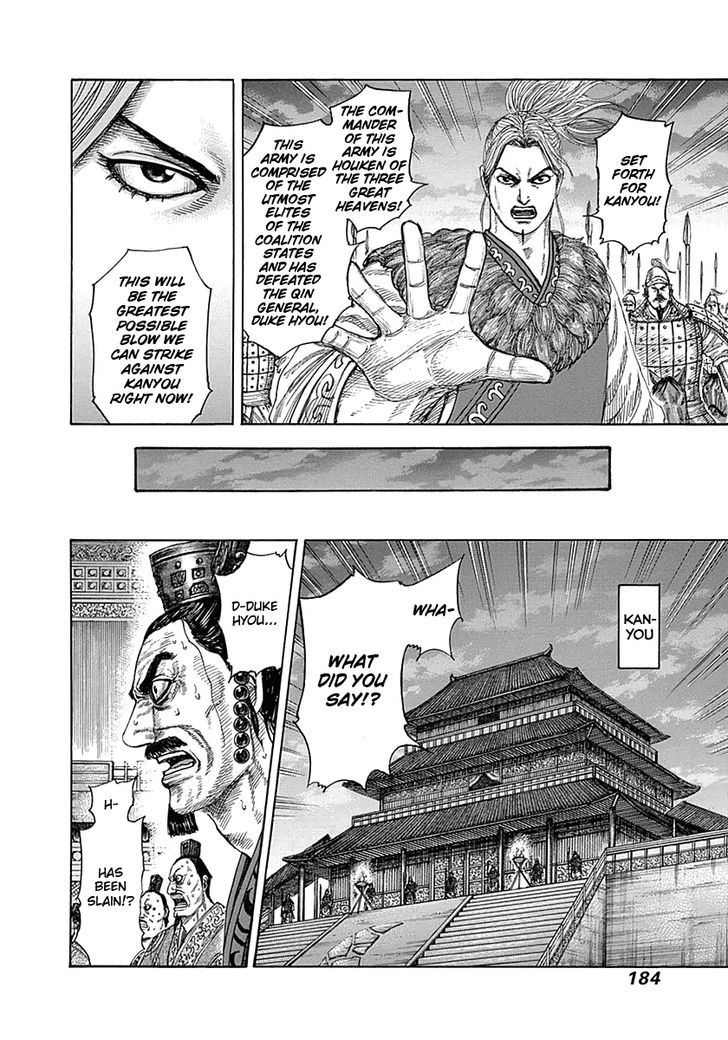 SET
FORTH
FOR
KANYOU!
THE COM-
MANDER
OF THIS
ARMY IS
HOUKEN OF
THE THREE
GREAT
HEAVENS!
THIS
ARMY IS
COMPRISED
OF THE
UTMOST
ELITES
OF THE
COALITION
STATES
AND HAS
DEFEATED
THE QIN
GENERAL,
DUKE HYOU!
THIS WILL
BE THE
GREATEST
POSSIBLE
BLOW WE
CAN STRIKE
AGAINST
KANYOU
RIGHT NOW!
KAN-
YOU
WHA-
WHAT
DID YOU
SAY!?
D-DUKE
HYOU...
H-
HAS
BEEN
SLAIN!?
184